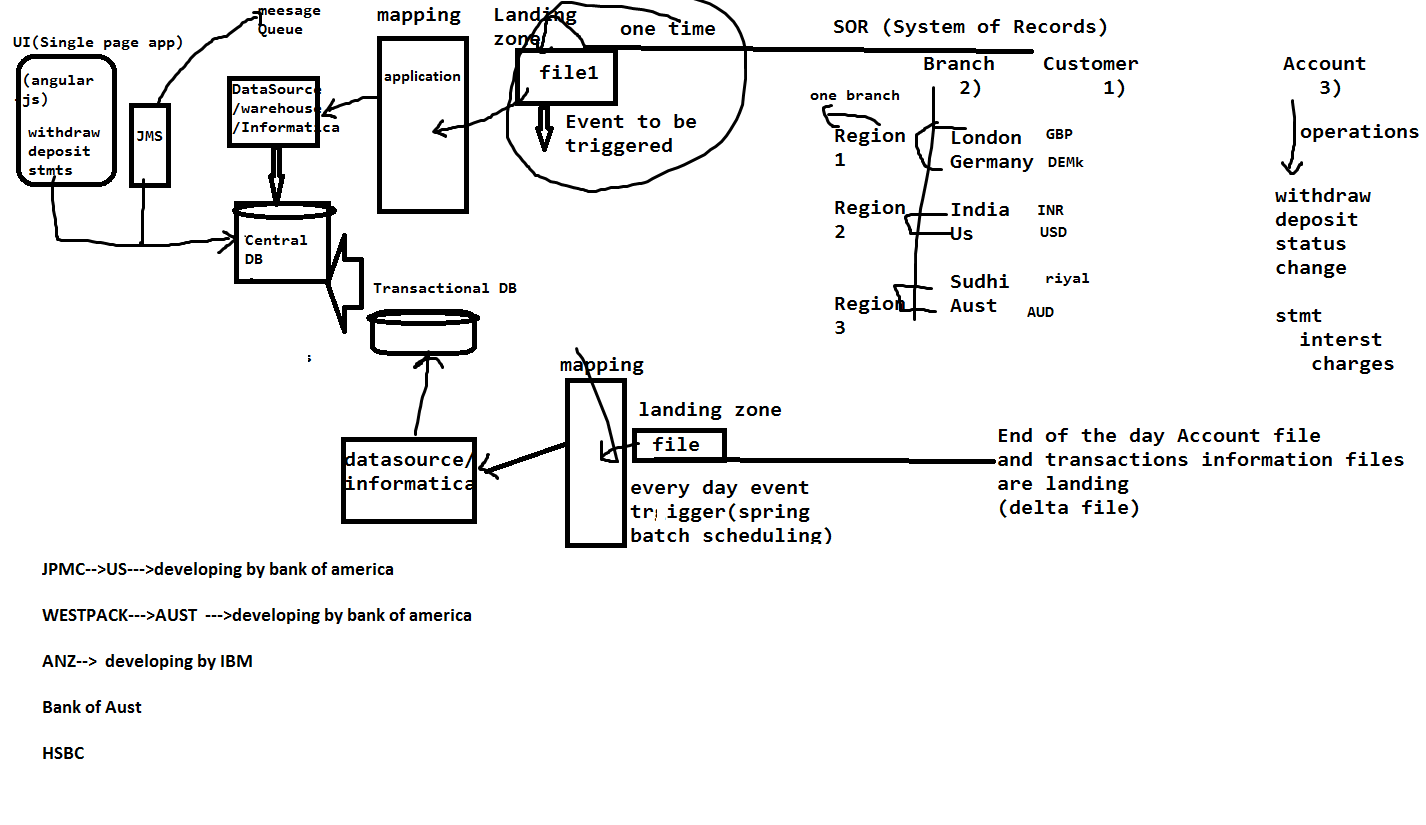 meesage
Queue
UI(Single page app)
(angular
js)
withdraw
deposit
stmts
JMS
DataSource
/warehouse
/Informatica
mapping
application
Landing
zone
one time
file1
Event to be
triggered
SOR (System of Records)
Branch
2)
Customer
1)
Account
3)
one branch
Region
1
London GBP
Germany DEMk
Region
2
India INR
Us USD
Region
3
Sudhi riyal
Aust AUD
operations
withdraw
deposit
status
change
stmt
interst
charges
Central
DB
Transactional DB
s
mapping
landing zone
file
every day event
tr igger(spring
batch scheduling)
datasource/
informatica
End of the day Account file
and transactions information files
are landing
(delta file)
JPMC-->US--->developing by bank of america
WESTPACK--->AUST --->developing by bank of america
ANZ--> developing by IBM
Bank of Aust
HSBC